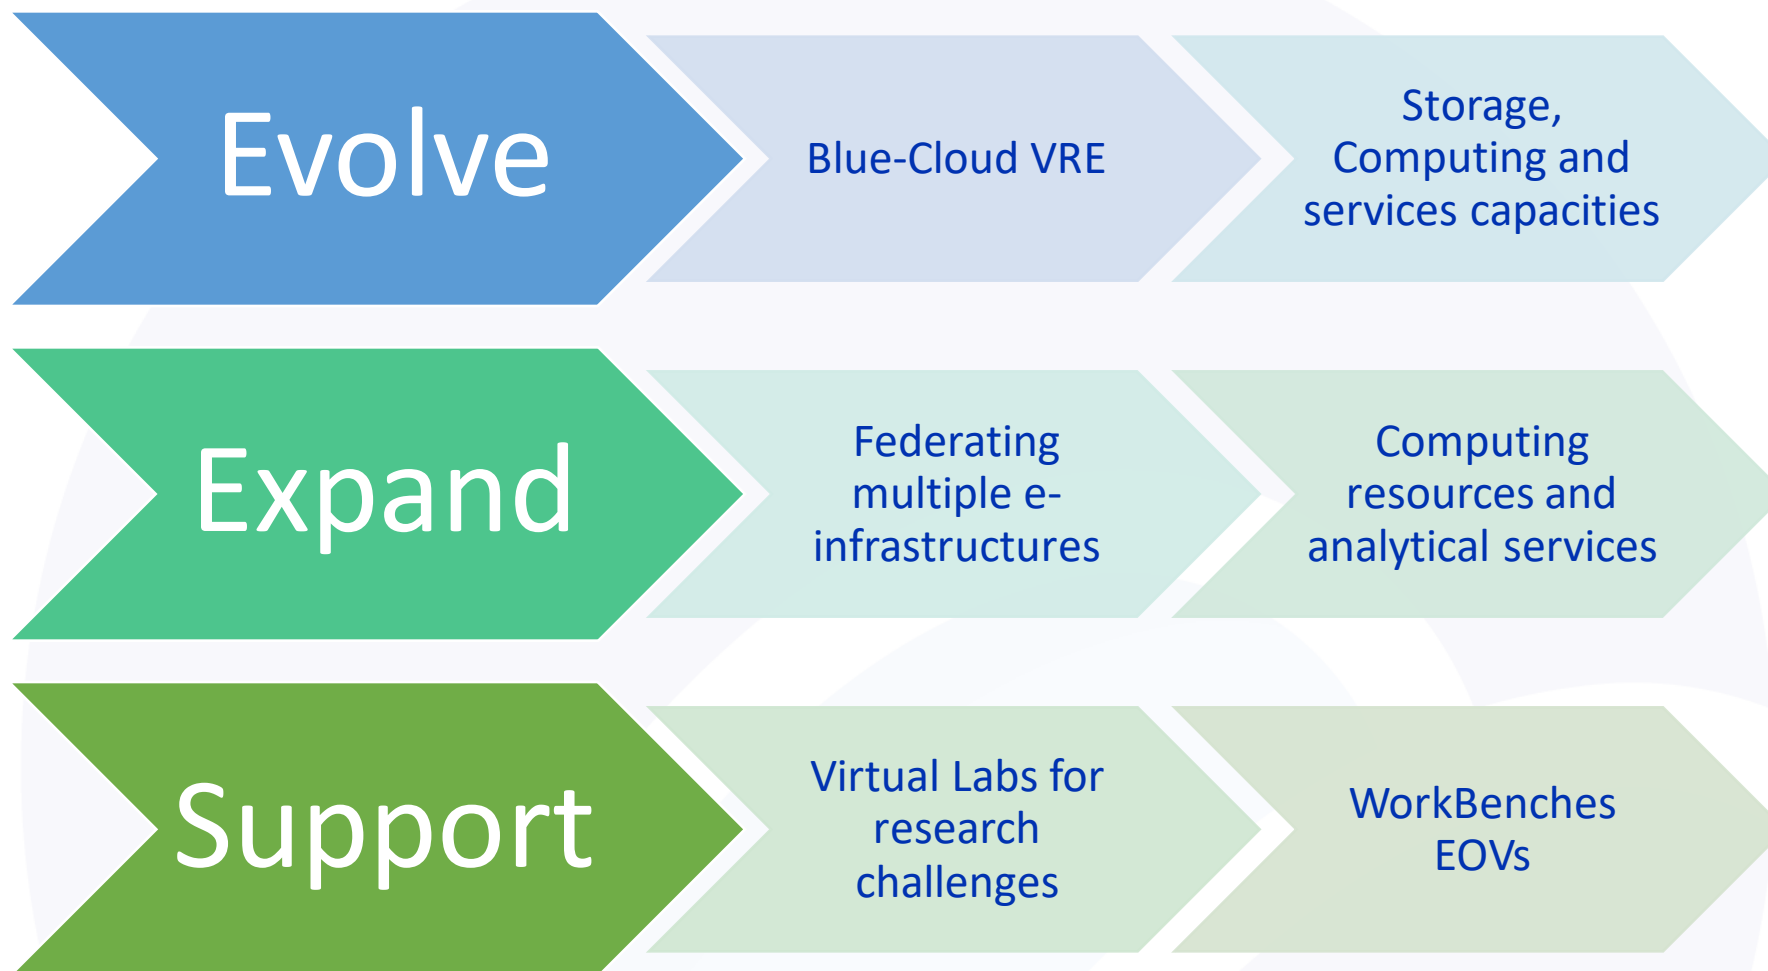 Evolve
Blue-Cloud VRE
Storage,
Computing and
services capacities
Expand
Federating
multiple e-
infrastructures
Computing
resources and
analytical services
Support
Virtual Labs for
research
challenges
WorkBenches
EOVs